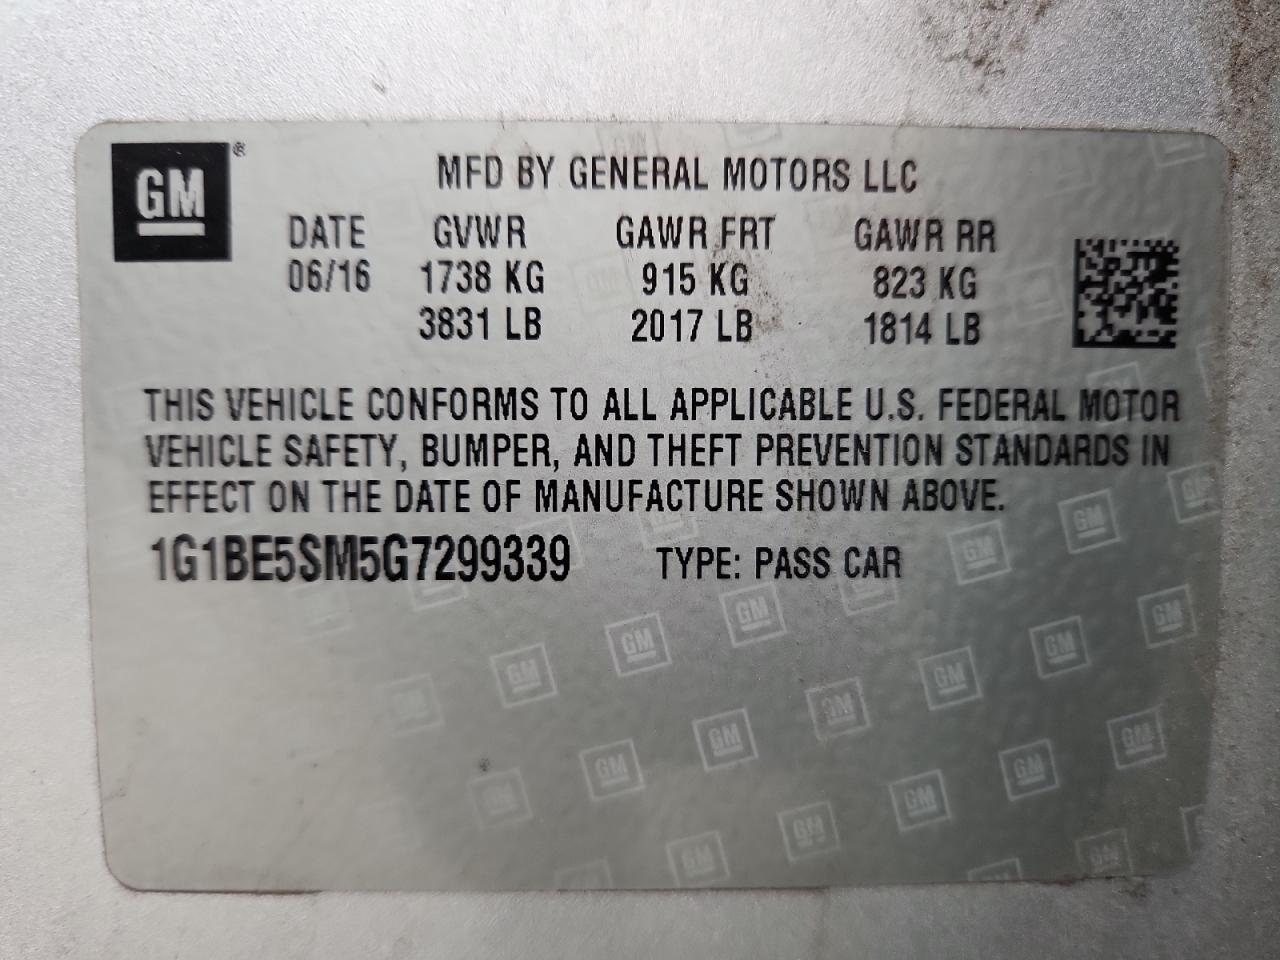 GM®
MFD BY GENERAL MOTORS LLC
DATE GVWR GAWR FRT GAWR RR
06/16 1738 KG 915 KG 823 KG
3831 LB 2017 LB 1814 LB
THIS VEHICLE CONFORMS TO ALL APPLICABLE U.S. FEDERAL MOTOR
VEHICLE SAFETY, BUMPER, AND THEFT PREVENTION STANDARDS IN
EFFECT ON THE DATE OF MANUFACTURE SHOWN ABOVE.
1G1BE5SM5G7299339 TYPE: PASS CAR